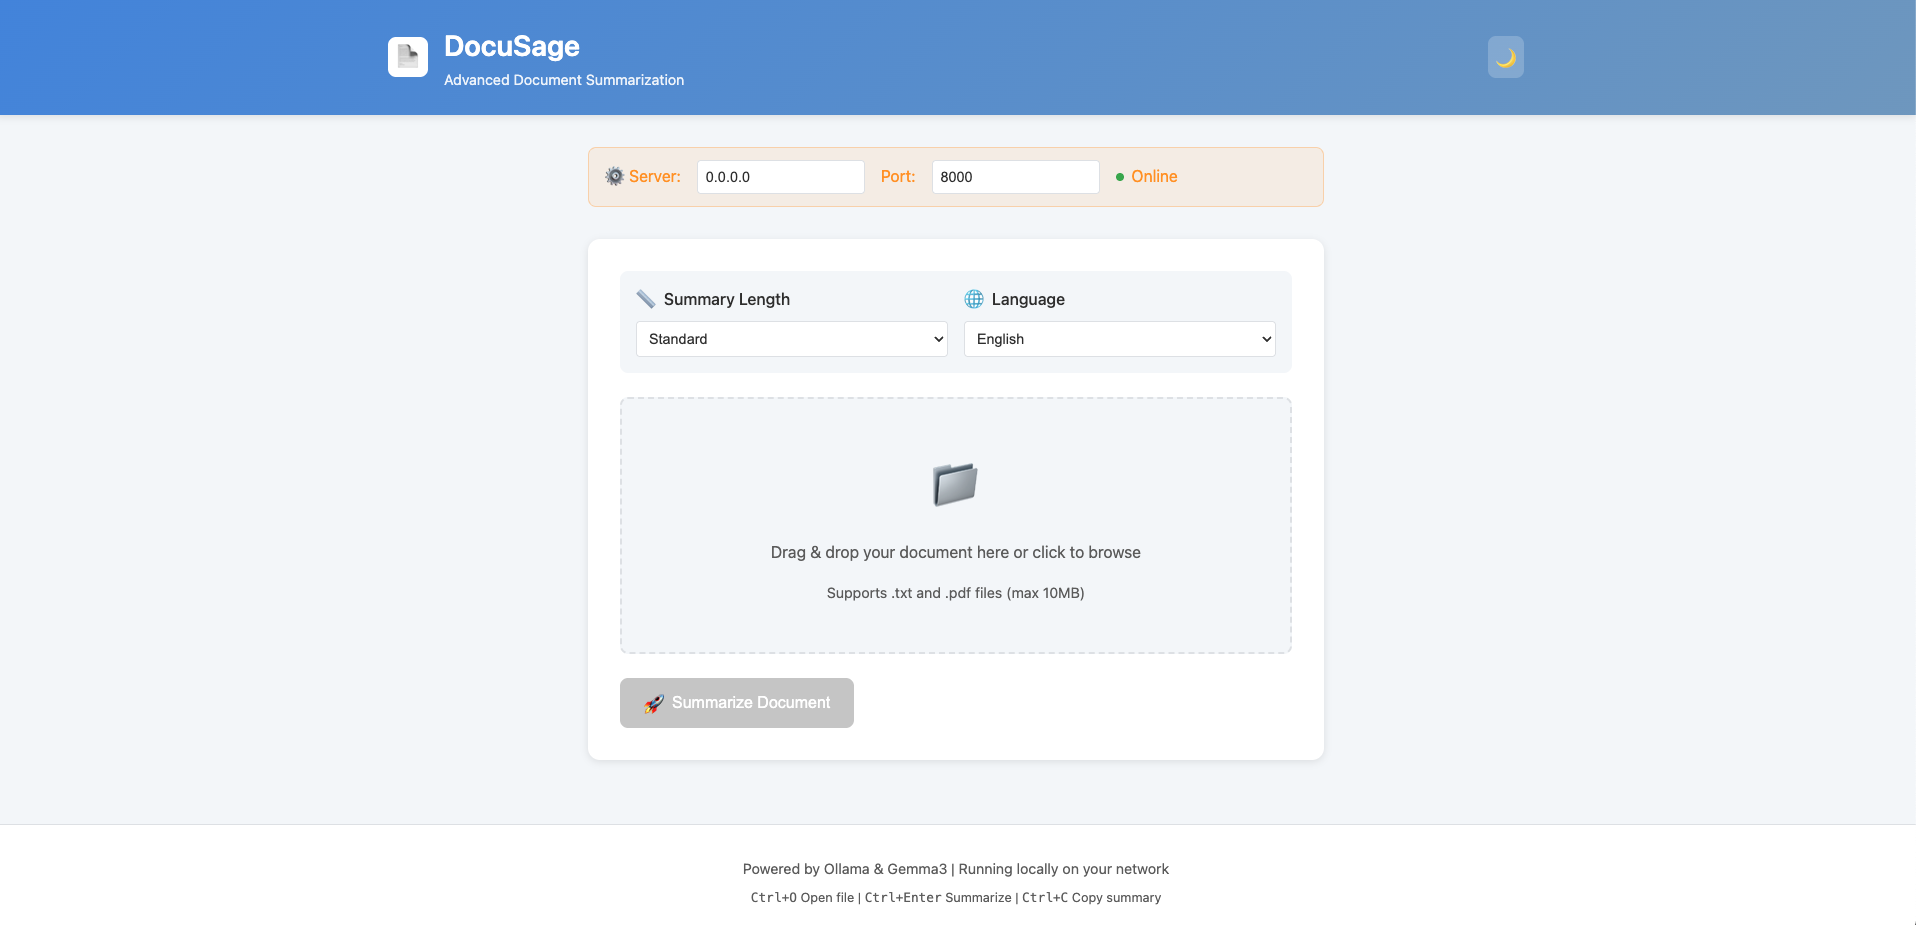 DocuSage
Advanced Document Summarization
Server: 0.0.0.0 Port: 8000 Online
Summary Length Language
Standard English
Drag & drop your document here or click to browse
Supports .txt and .pdf files (max 10MB)
Summarize Document
Powered by Ollama & Gemma3 | Running locally on your network
Ctrl+O Open file | Ctrl+Enter Summarize | Ctrl+C Copy summary